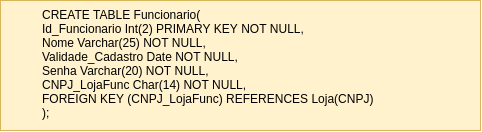 CREATE TABLE Funcionario(
Id_Funcionario Int(2) PRIMARY KEY NOT NULL,
Nome Varchar(25) NOT NULL,
Validade_Cadastro Date NOT NULL,
Senha Varchar(20) NOT NULL,
CNPJ_LojaFunc Char(14) NOT NULL,
FOREIGN KEY (CNPJ_LojaFunc) REFERENCES Loja(CNPJ)
);